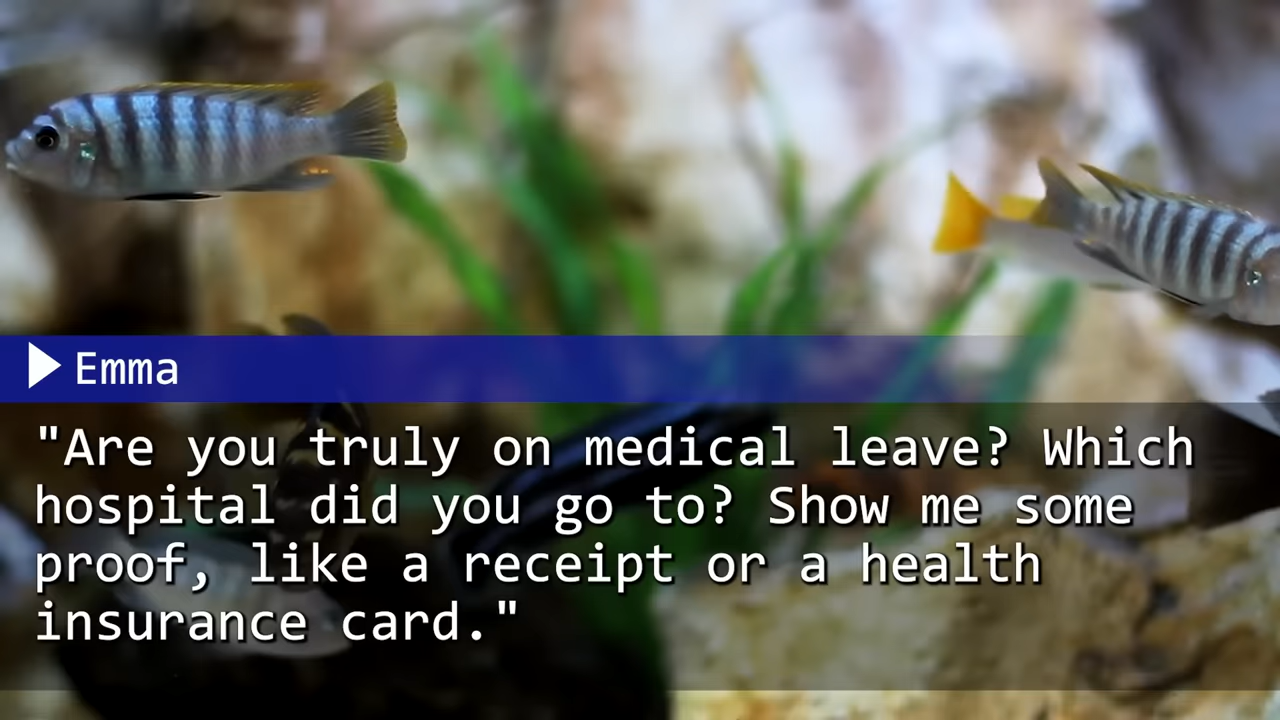 Emma
"Are you truly on medical leave? Which
hospital did you go to? Show me some
proof, like a receipt or a health
insurance card."